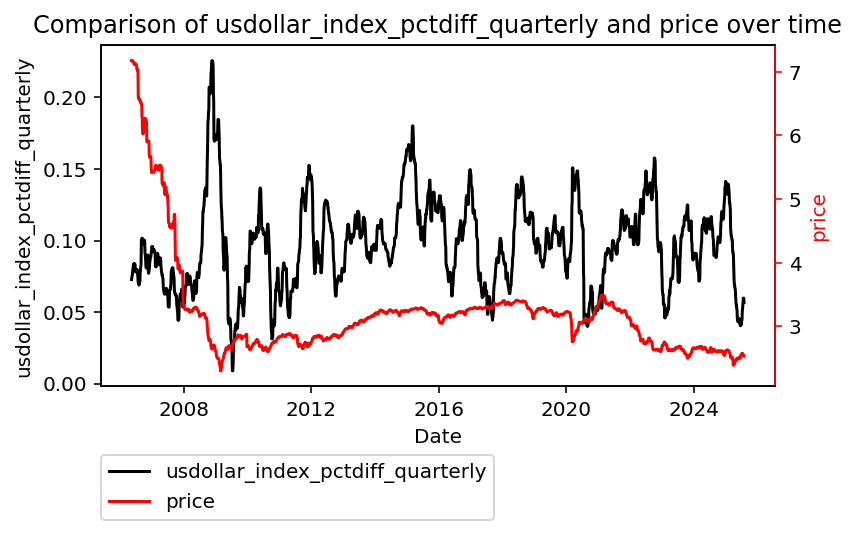 Comparison of usdollar_index_pctdiff_quarterly and price over time
usdollar_index_pctdiff_quarterly
0.20
0.15
0.10
0.05
0.00
7
6
5
4
3
price
2008
2012
2016
2020
2024
Date
usdollar_index_pctdiff_quarterly
price